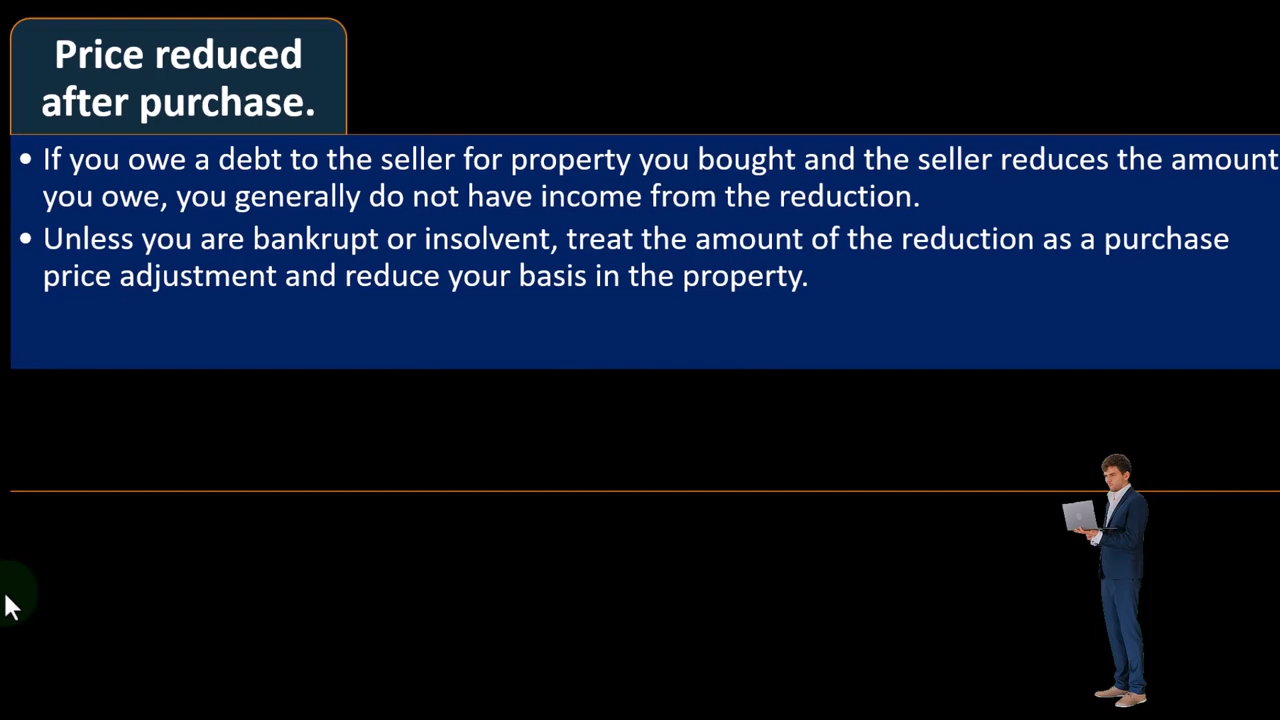 Price reduced
after purchase.
• If you owe a debt to the seller for property you bought and the seller reduces the amount
you owe, you generally do not have income from the reduction.
• Unless you are bankrupt or insolvent, treat the amount of the reduction as a purchase
price adjustment and reduce your basis in the property.